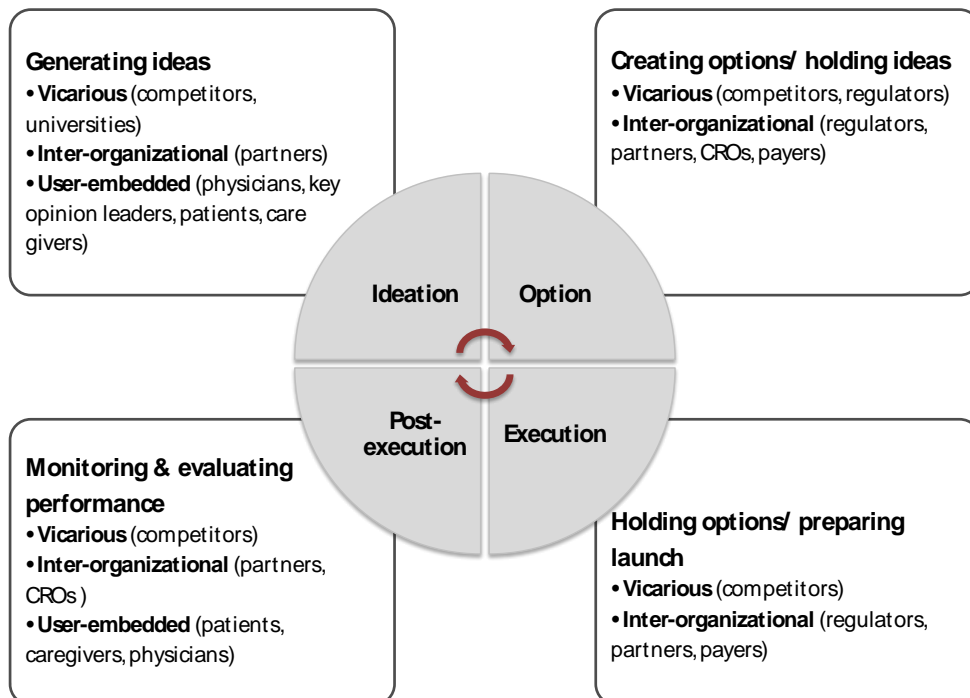 Generating ideas
• Vicarious (competitors,
universities)
• Inter-organizational (partners)
• User-embedded (physicians, key
opinion leaders, patients, care
givers)
Creating options/ holding ideas
• Vicarious (competitors, regulators)
• Inter-organizational (regulators,
partners, CROs, payers)
Ideation
Option
Post-
execution
Execution
Monitoring & evaluating
performance
• Vicarious (competitors)
• Inter-organizational (partners,
CROs )
• User-embedded (patients,
caregivers, physicians)
Holding options/ preparing
launch
• Vicarious (competitors)
• Inter-organizational (regulators,
partners, payers)